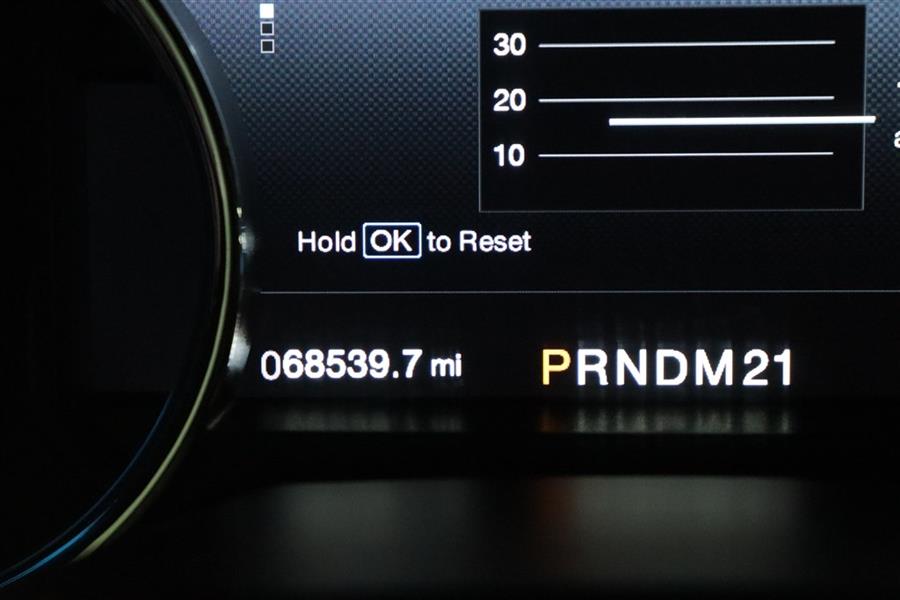 30
20
10
Hold OK to Reset
068539.7 mi
PRNDM21